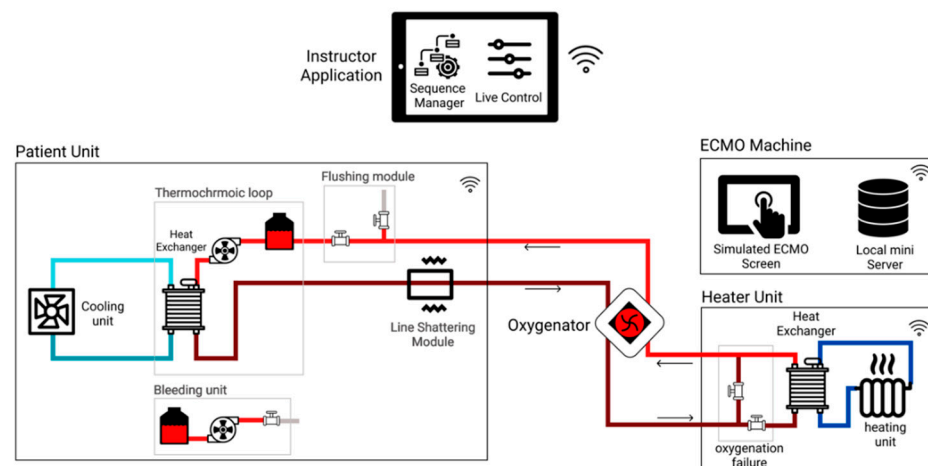 Instructor
Application
Sequence
Manager
Live Control
Patient Unit
Thermochrmoic loop
Flushing module
Heat
Exchanger
Cooling
unit
Line Shattering
Module
Bleeding unit
Oxygenator
ECMO Machine
Simulated ECMO
Screen
Local mini
Server
Heater Unit
Heat
Exchanger
heating
unit
oxygenation
failure